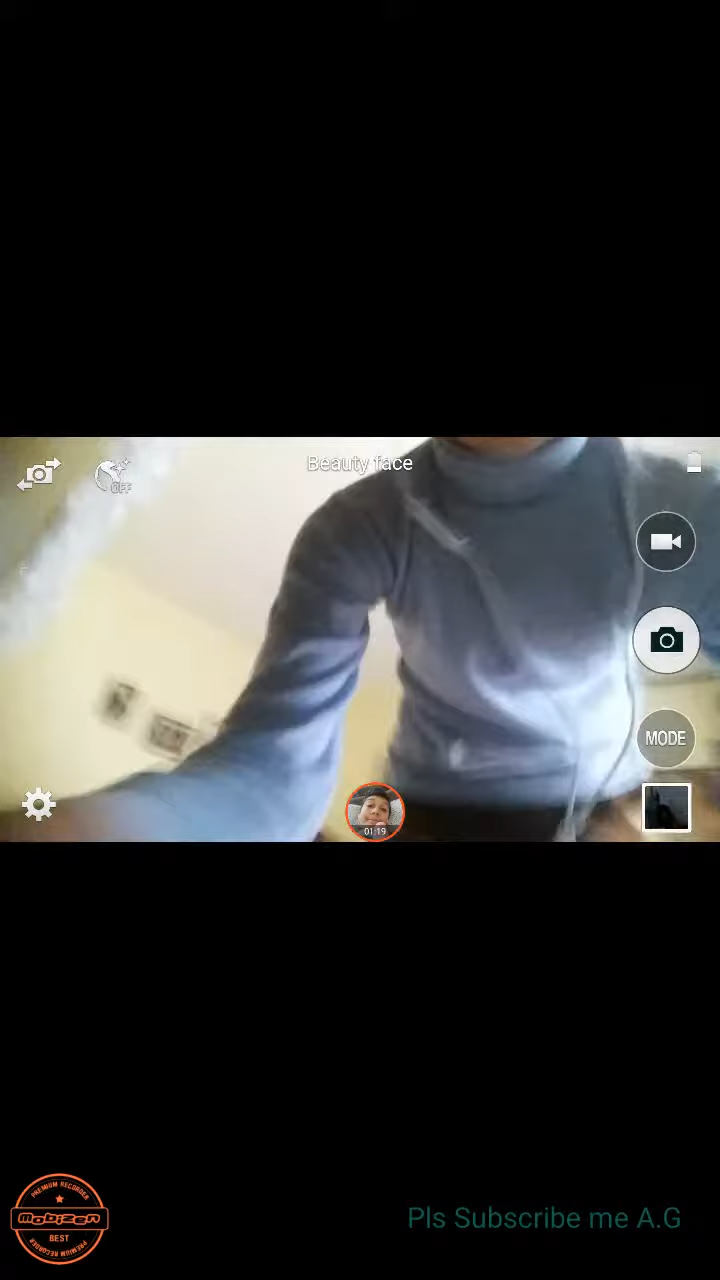 Beauty face
OFF
MODE
01:19
PREMIUM RECORDER
Mobizen
BEST
PREMIUM RECORDER
Pls Subscribe me A.G